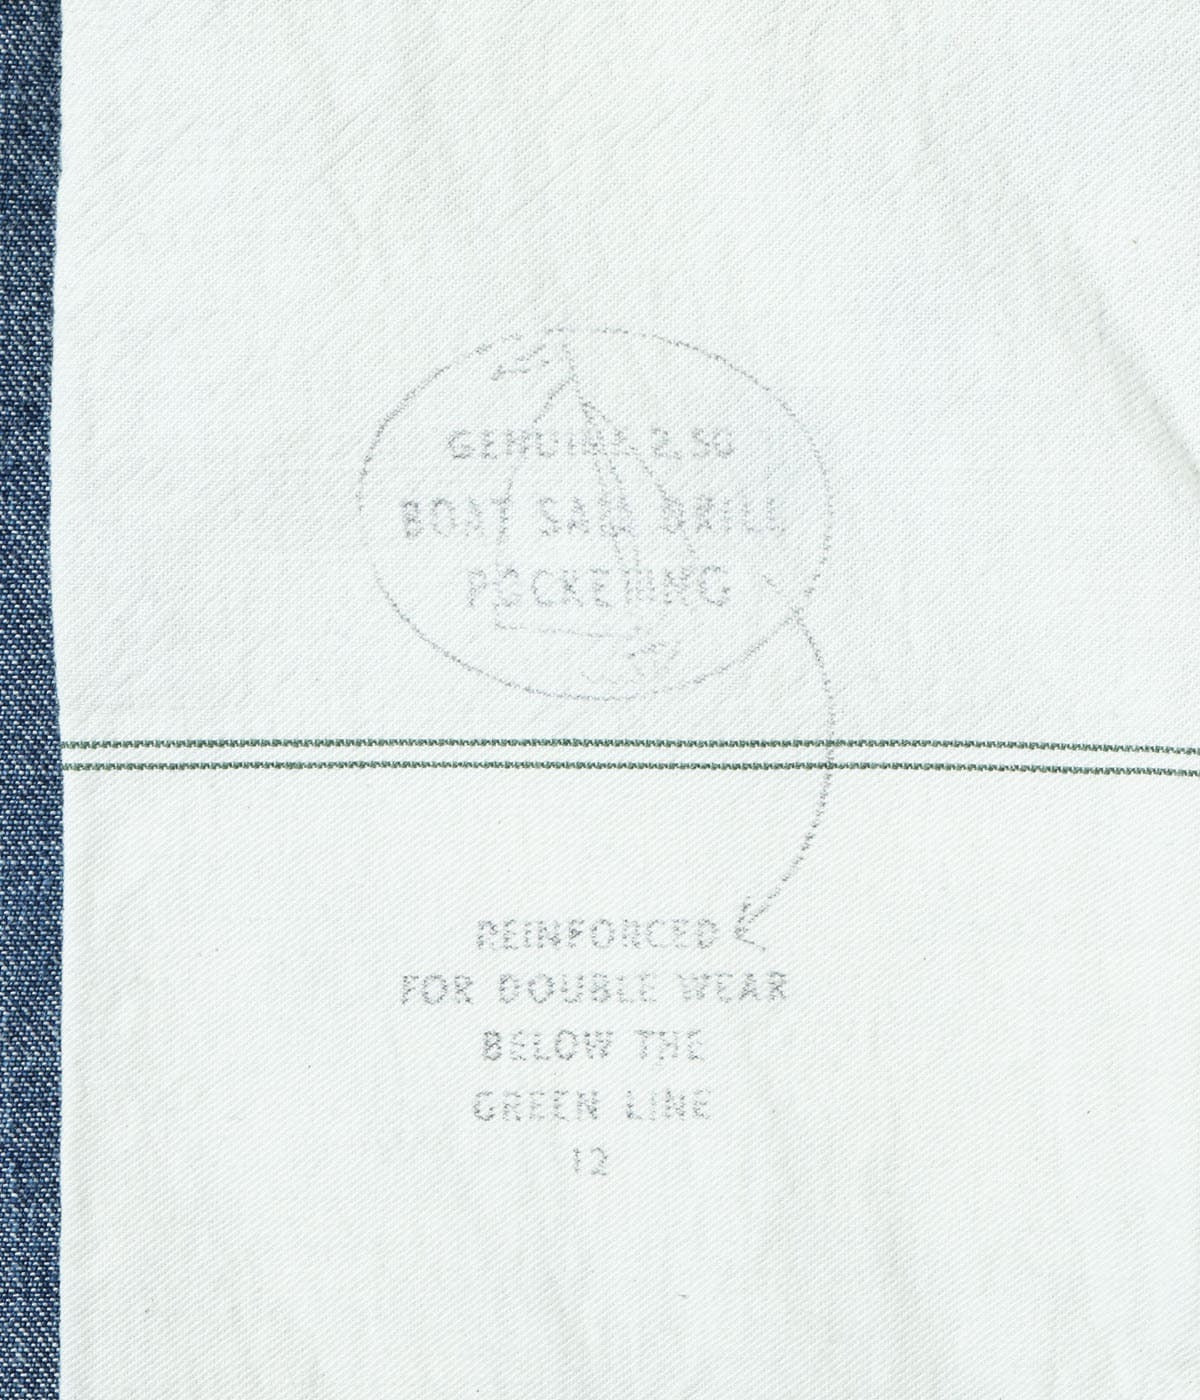 GENUINE 2.50
BOAT SAIL DRILL
POCKETING
REINFORCED
FOR DOUBLE WEAR
BELOW THE
GREEN LINE
12